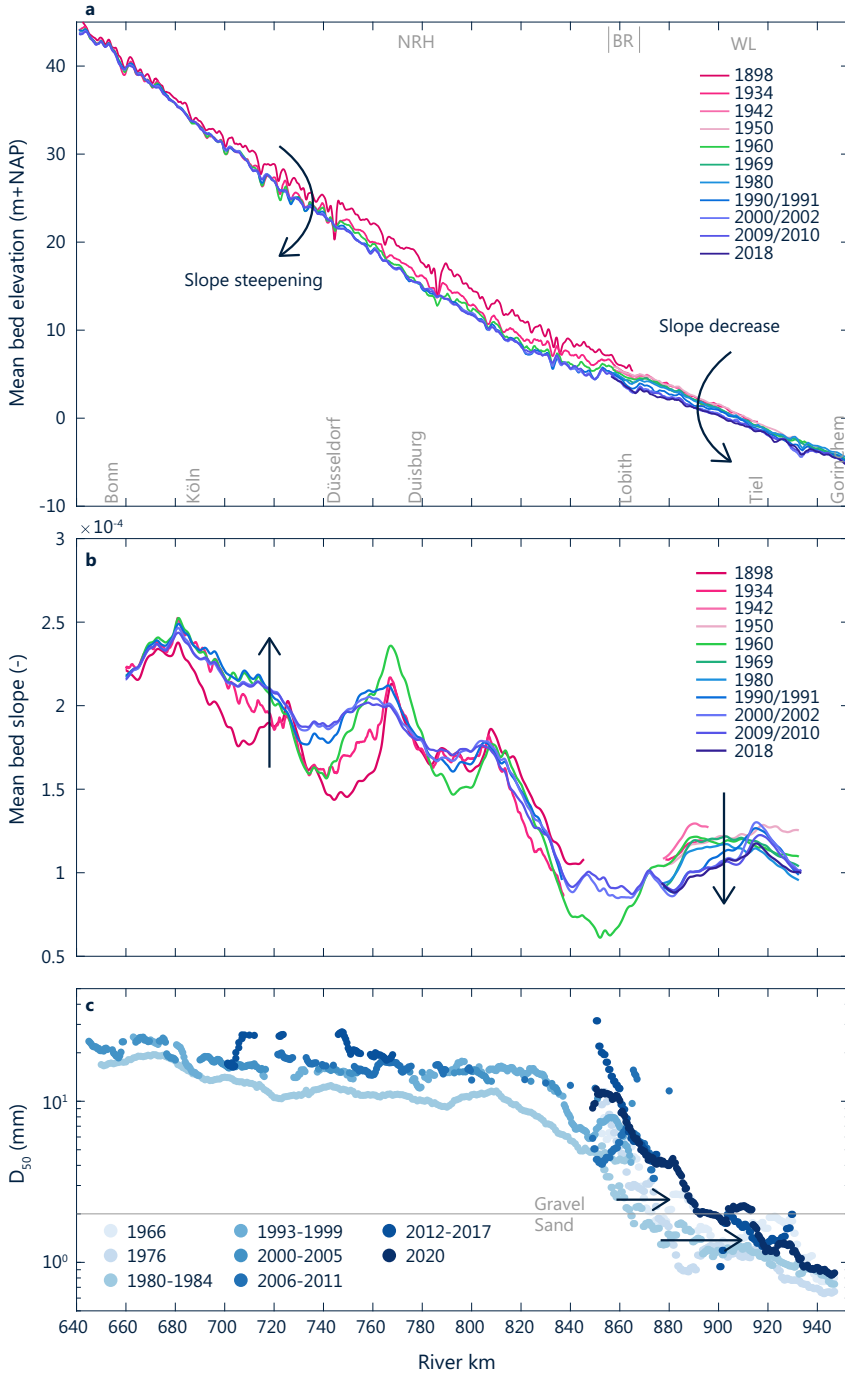 a
NRH
BR
WL
1898
1934
1942
1950
1960
1969
1980
1990/1991
2000/2002
2009/2010
2018
Mean bed elevation (m+NAP)
40
30
20
10
0
-10
Slope steepening
Slope decrease
Bonn
Köln
Düsseldorf
Duisburg
Lobith
Tiel
Gorinchem
×10⁻⁴
b
3
2.5
2
1.5
1
0.5
Mean bed slope (-)
1898
1934
1942
1950
1960
1969
1980
1990/1991
2000/2002
2009/2010
2018
c
D₅₀ (mm)
10¹
10⁰
Gravel
Sand
1966 1993-1999 2012-2017
1976 2000-2005 2020
1980-1984 2006-2011
640 660 680 700 720 740 760 780 800 820 840 860 880 900 920 940
River km